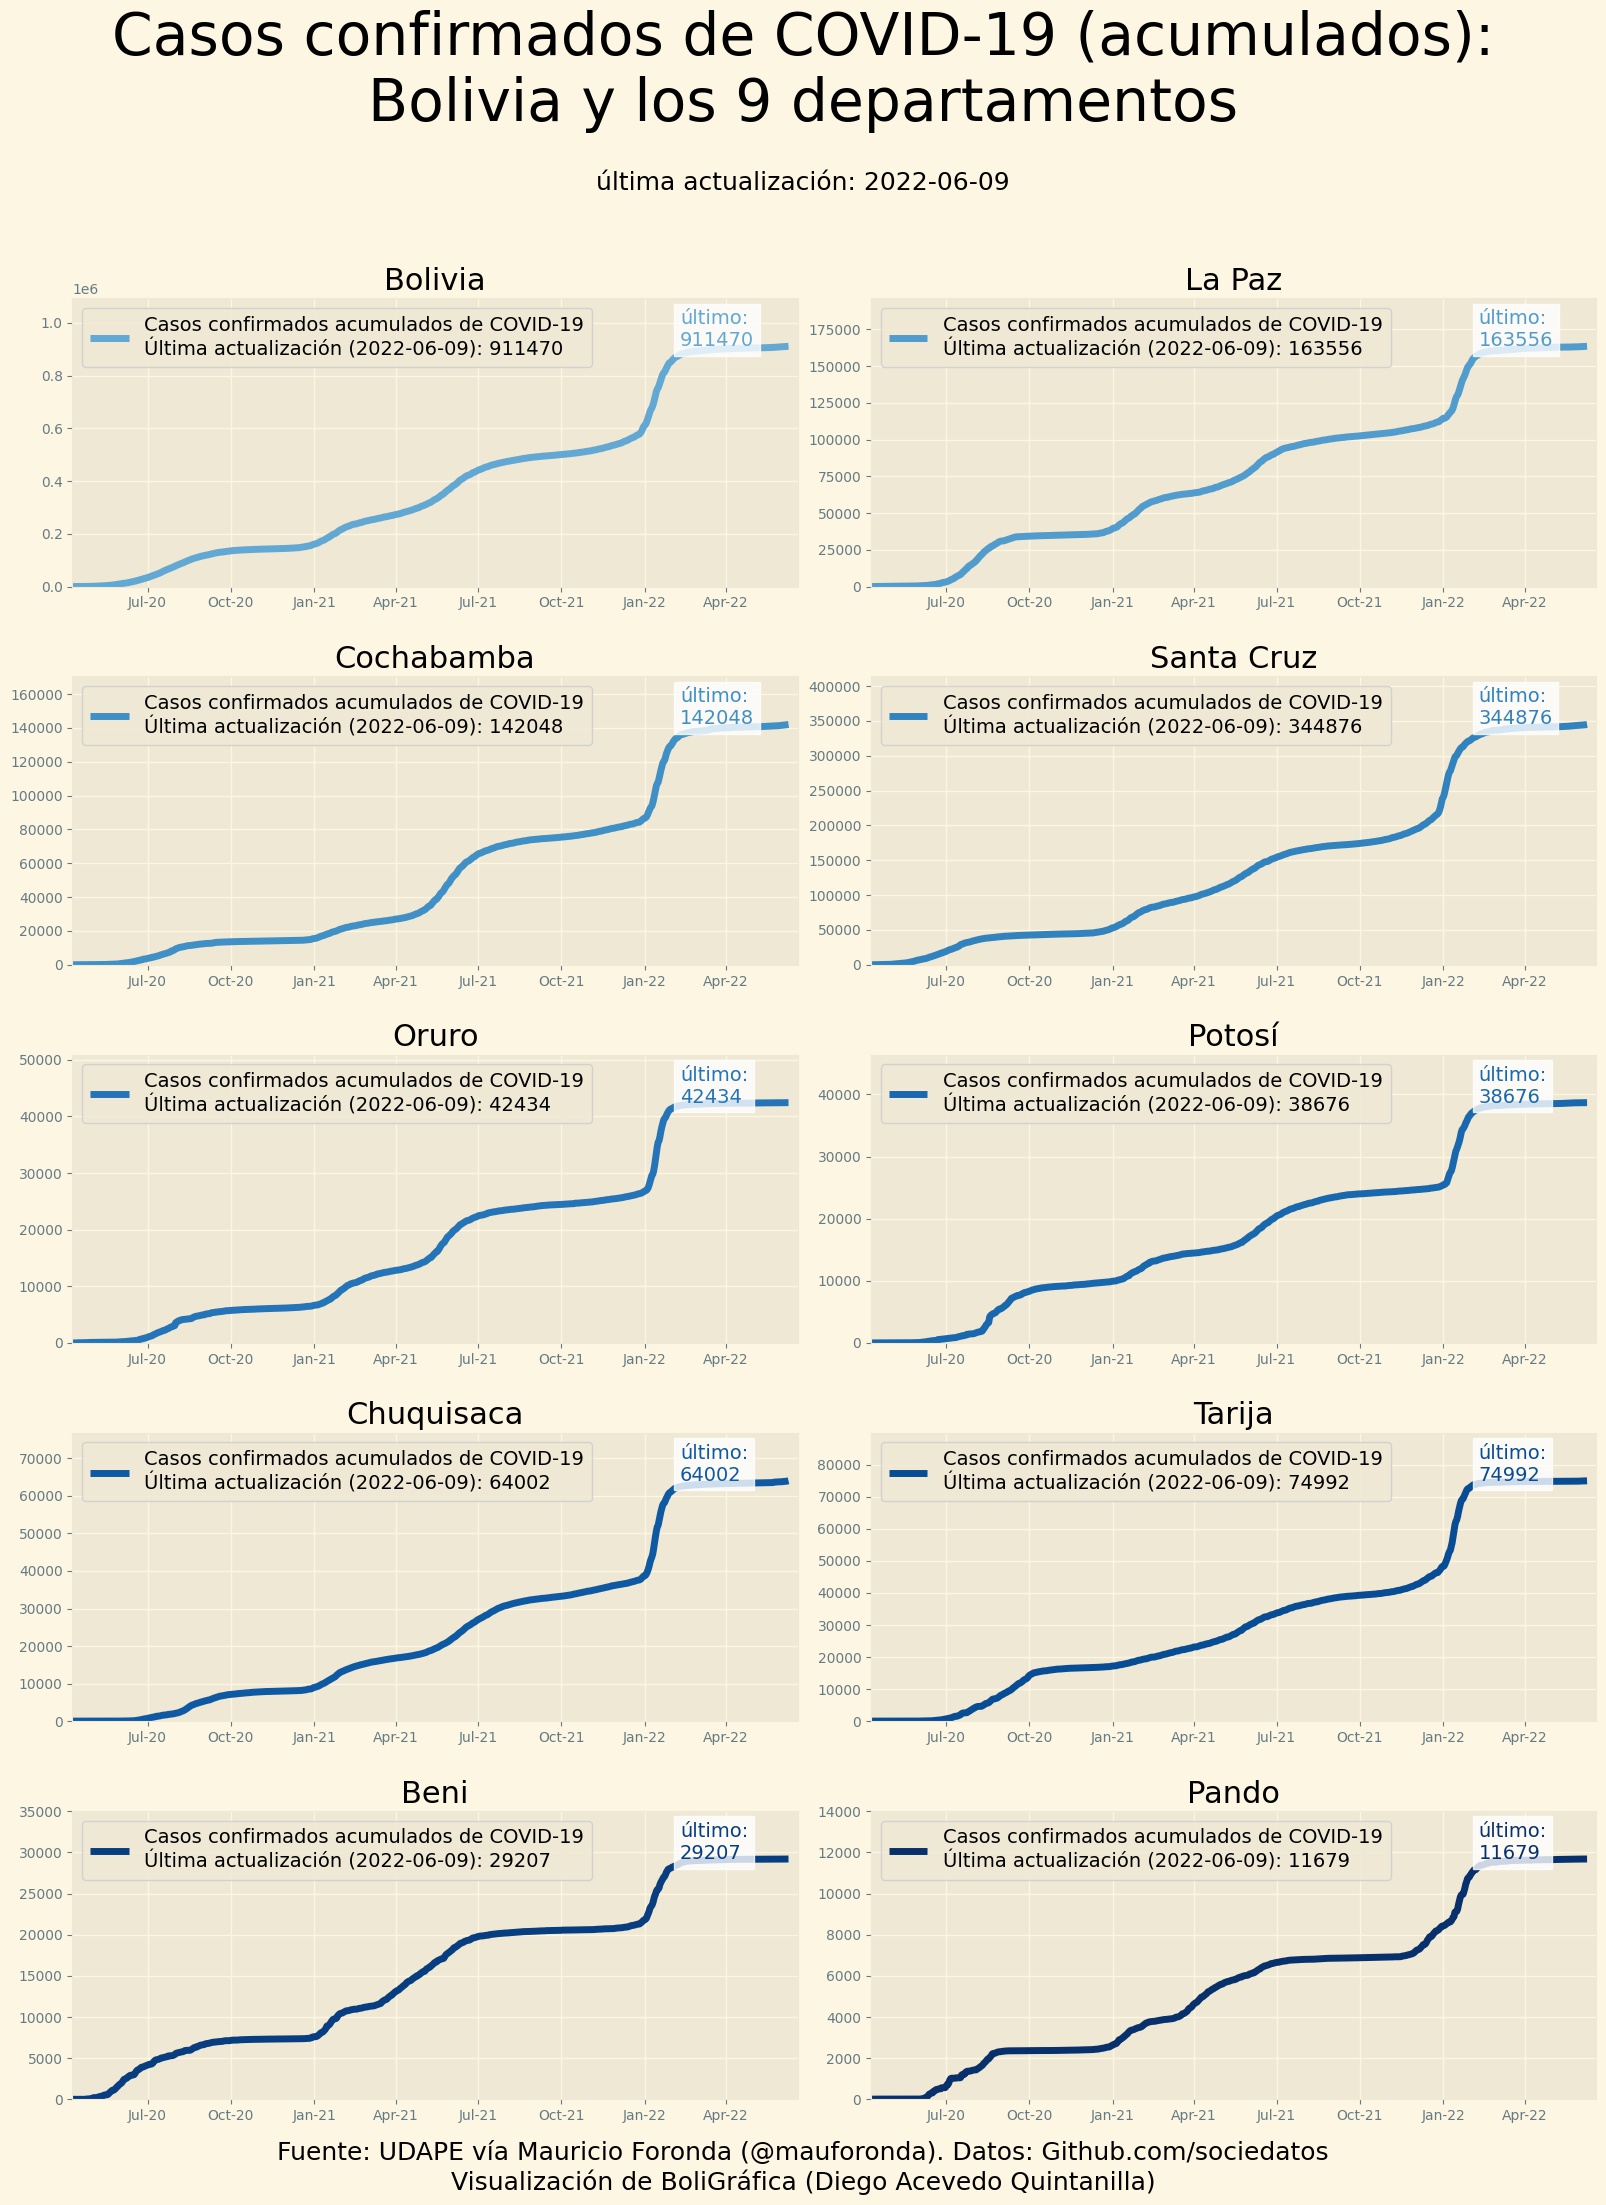 Casos confirmados de COVID-19 (acumulados):
Bolivia y los 9 departamentos
última actualización: 2022-06-09
Bolivia
1e6
1.0
0.8
0.6
0.4
0.2
0.0
Casos confirmados acumulados de COVID-19
Última actualización (2022-06-09): 911470
último:
911470
Jul-20 Oct-20 Jan-21 Apr-21 Jul-21 Oct-21 Jan-22 Apr-22
La Paz
175000
150000
125000
100000
75000
50000
25000
0
Casos confirmados acumulados de COVID-19
Última actualización (2022-06-09): 163556
último:
163556
Jul-20 Oct-20 Jan-21 Apr-21 Jul-21 Oct-21 Jan-22 Apr-22
Cochabamba
160000
140000
120000
100000
80000
60000
40000
20000
0
Casos confirmados acumulados de COVID-19
Última actualización (2022-06-09): 142048
último:
142048
Jul-20 Oct-20 Jan-21 Apr-21 Jul-21 Oct-21 Jan-22 Apr-22
Santa Cruz
400000
350000
300000
250000
200000
150000
100000
50000
0
Casos confirmados acumulados de COVID-19
Última actualización (2022-06-09): 344876
último:
344876
Jul-20 Oct-20 Jan-21 Apr-21 Jul-21 Oct-21 Jan-22 Apr-22
Oruro
50000
40000
30000
20000
10000
0
Casos confirmados acumulados de COVID-19
Última actualización (2022-06-09): 42434
último:
42434
Jul-20 Oct-20 Jan-21 Apr-21 Jul-21 Oct-21 Jan-22 Apr-22
Potosí
40000
30000
20000
10000
0
Casos confirmados acumulados de COVID-19
Última actualización (2022-06-09): 38676
último:
38676
Jul-20 Oct-20 Jan-21 Apr-21 Jul-21 Oct-21 Jan-22 Apr-22
Chuquisaca
70000
60000
50000
40000
30000
20000
10000
0
Casos confirmados acumulados de COVID-19
Última actualización (2022-06-09): 64002
último:
64002
Jul-20 Oct-20 Jan-21 Apr-21 Jul-21 Oct-21 Jan-22 Apr-22
Tarija
80000
70000
60000
50000
40000
30000
20000
10000
0
Casos confirmados acumulados de COVID-19
Última actualización (2022-06-09): 74992
último:
74992
Jul-20 Oct-20 Jan-21 Apr-21 Jul-21 Oct-21 Jan-22 Apr-22
Beni
35000
30000
25000
20000
15000
10000
5000
0
Casos confirmados acumulados de COVID-19
Última actualización (2022-06-09): 29207
último:
29207
Jul-20 Oct-20 Jan-21 Apr-21 Jul-21 Oct-21 Jan-22 Apr-22
Pando
14000
12000
10000
8000
6000
4000
2000
0
Casos confirmados acumulados de COVID-19
Última actualización (2022-06-09): 11679
último:
11679
Jul-20 Oct-20 Jan-21 Apr-21 Jul-21 Oct-21 Jan-22 Apr-22
Fuente: UDAPE vía Mauricio Foronda (@mauforonda). Datos: Github.com/sociedatos
Visualización de BoliGráfica (Diego Acevedo Quintanilla)